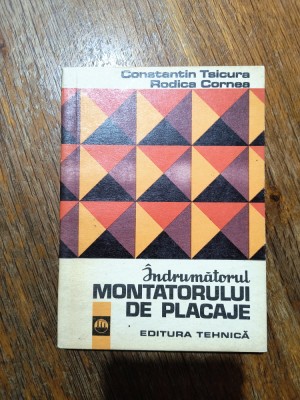 Constantin Tsicura
Rodica Cornea
Îndrumătorul
MONTATORULUI
DE PLACAJE
EDITURA TEHNICĂ